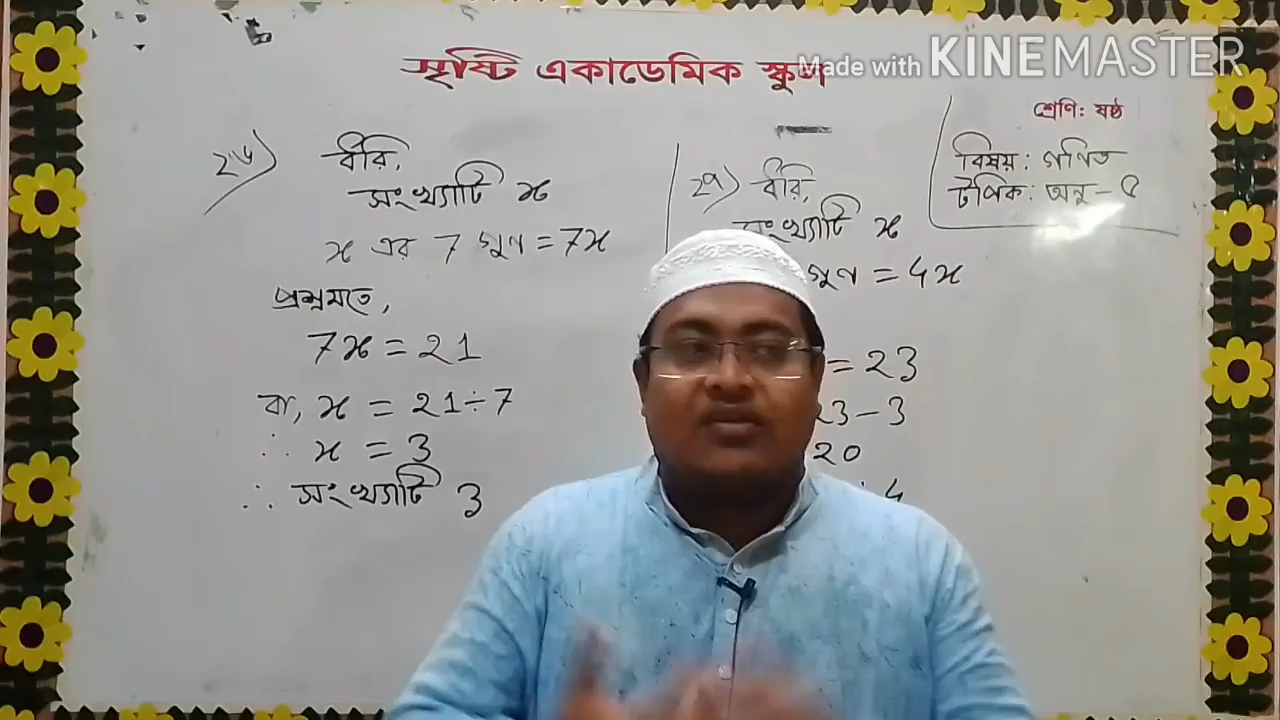 সৃষ্টি একাডেমিক স্কুল
Made with KINEMASTER
শ্রেণি: ষষ্ঠ
বিষয়: গণিত
টপিক: অনু - ৫
২৬) ধরি,
সংখ্যাটি x
x এর 7 গুণ = 7x
প্রশ্নমতে,
7x = 21
বা, x = 21 ÷ 7
∴ x = 3
∴ সংখ্যাটি 3
২৭) ধরি,
সংখ্যাটি x
গুণ = 4x
= 23
23 - 3
20
÷ 4